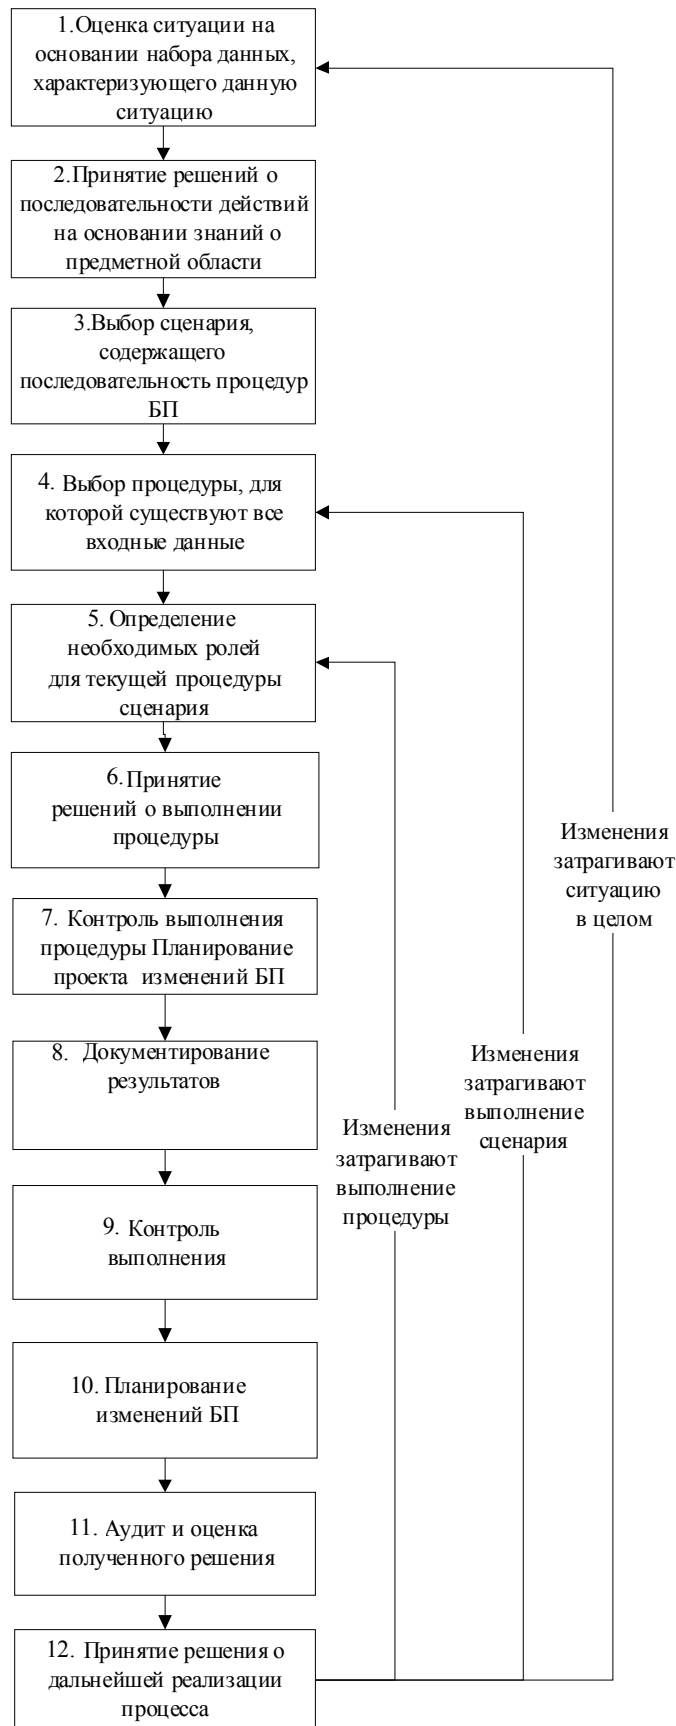 1.Оценка ситуации на
основании набора данных,
характеризующего данную
ситуацию
2.Принятие решений о
последовательности действий
на основании знаний о
предметной области
3.Выбор сценария,
содержащего
последовательность процедур
БП
4. Выбор процедуры, для
которой существуют все
входные данные
5. Определение
необходимых ролей
для текущей процедуры
сценария
6. Принятие
решений о выполнении
процедуры
7. Контроль выполнения
процедуры Планирование
проекта изменений БП
8. Документирование
результатов
9. Контроль
выполнения
10. Планирование
изменений БП
11. Аудит и оценка
полученного решения
12. Принятие решения о
дальнейшей реализации
процесса
Изменения
затрагивают
выполнение
процедуры
Изменения
затрагивают
выполнение
сценария
Изменения
затрагивают
ситуацию
в целом